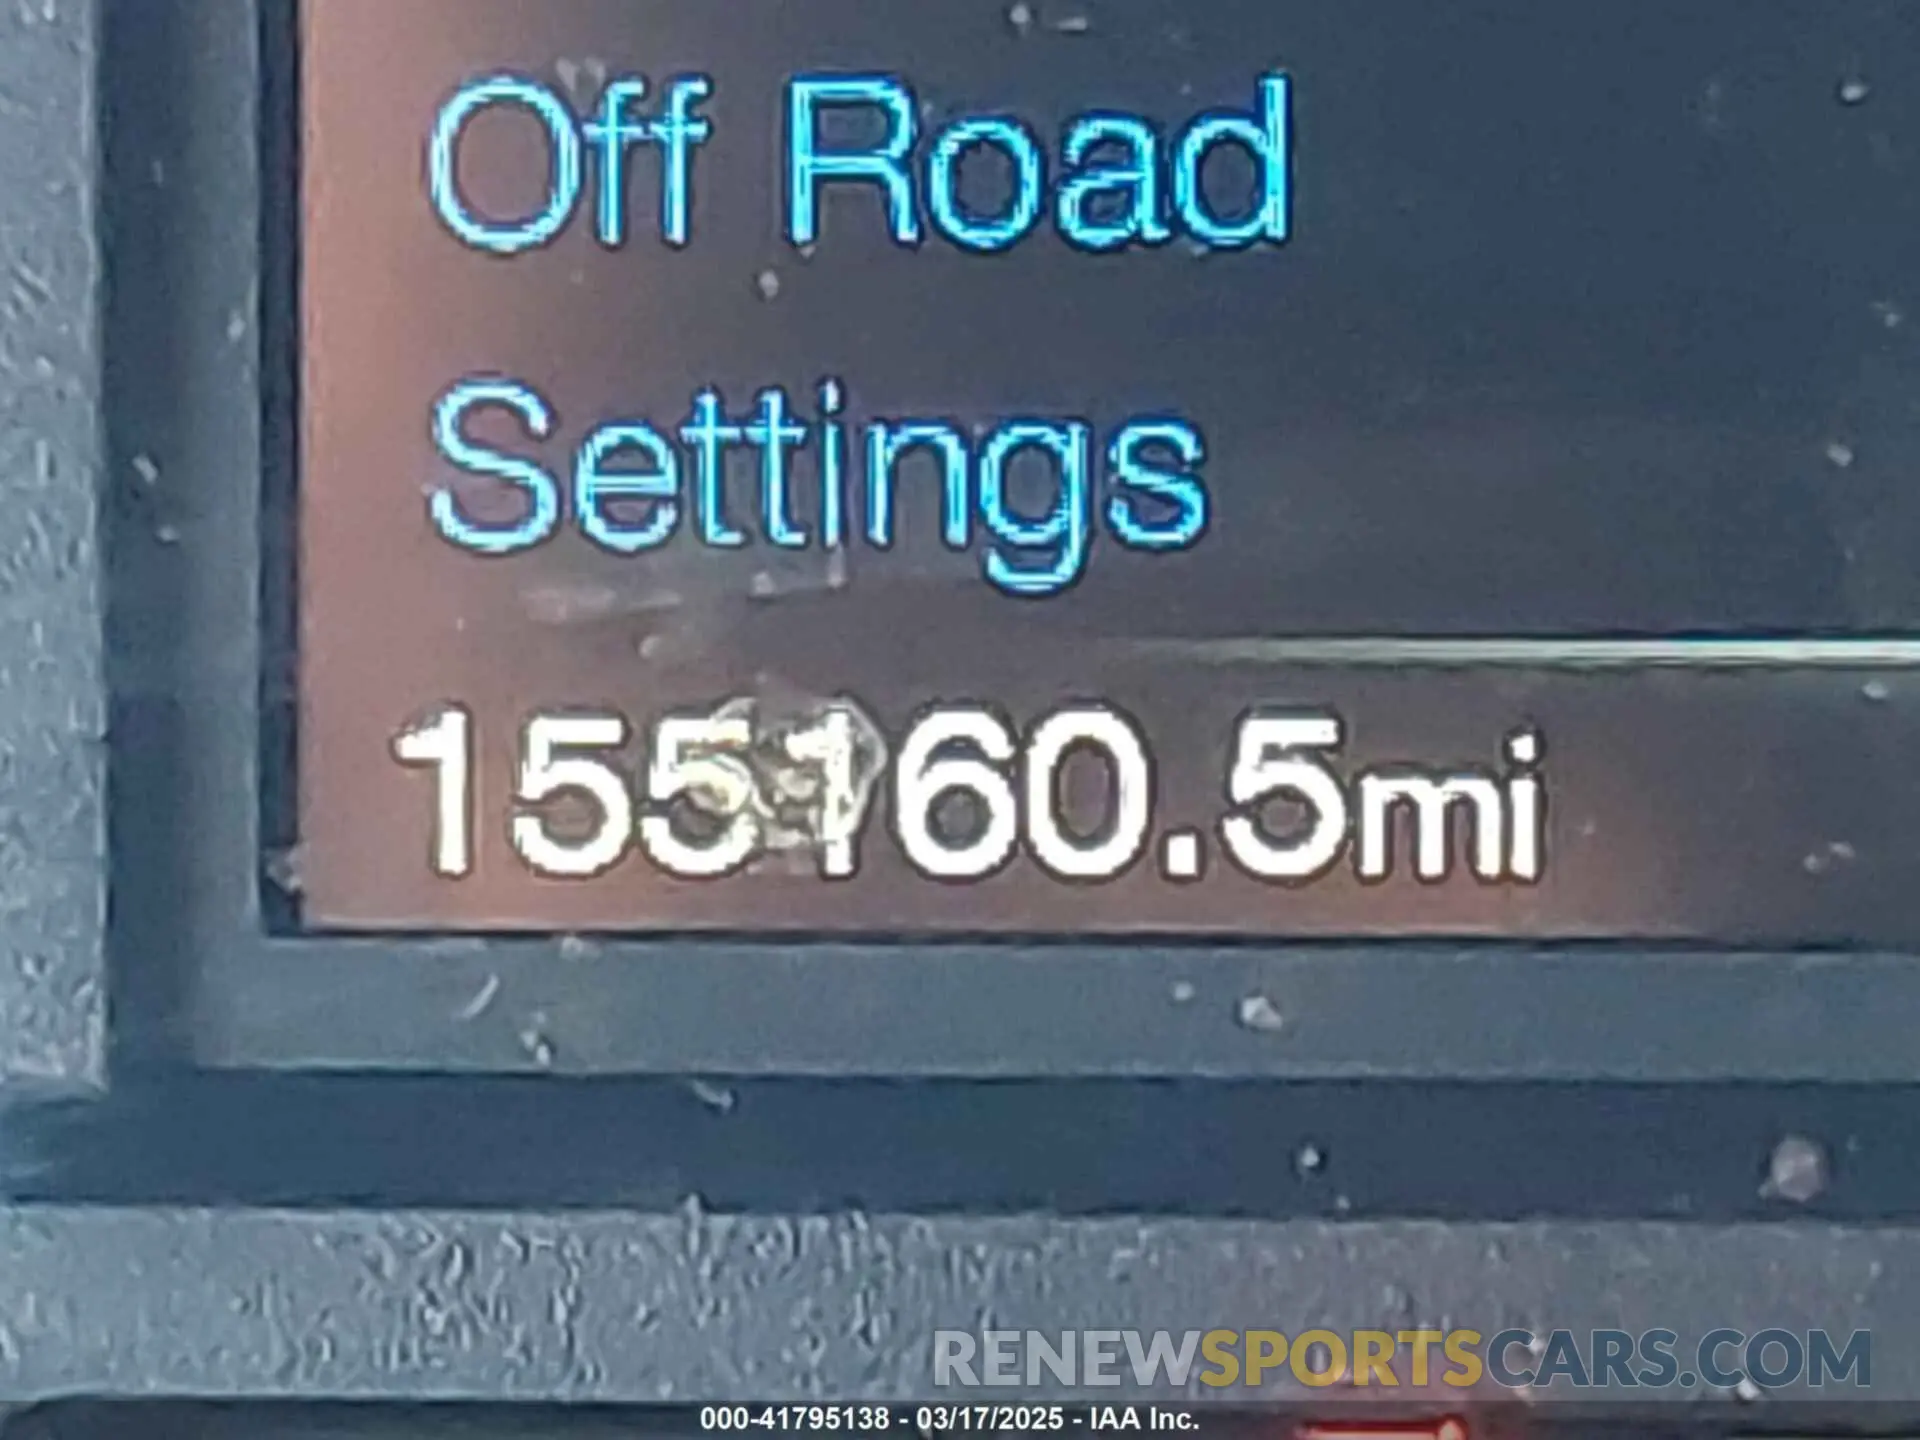 Off Road
Settings
155160.5mi
RENEWSPORTSCARS.COM
000-41795138 - 03/17/2025 - IAA Inc.